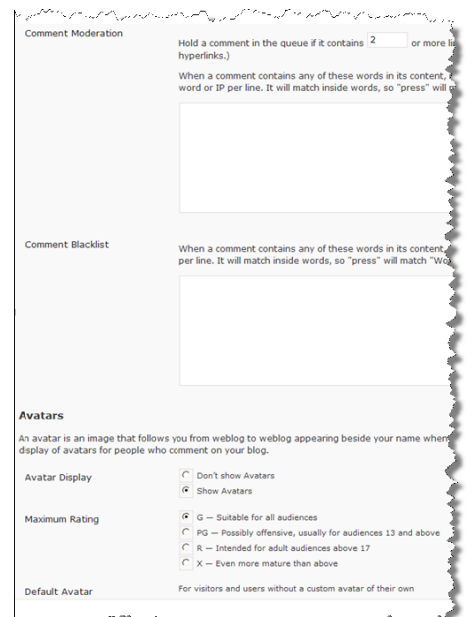 Comment Moderation
Hold a comment in the queue if it contains 2 or more
hyperlinks.)
When a comment contains any of these words in its content,
word or IP per line. It will match inside words, so "press" will
Comment Blacklist
When a comment contains any of these words in its content,
per line. It will match inside words, so "press" will match
Avatars
An avatar is an image that follows you from weblog to weblog appearing beside your name when
display of avatars for people who comment on your blog.
Avatar Display
Don't show Avatars
Show Avatars
Maximum Rating
G — Suitable for all audiences
PG — Possibly offensive, usually for audiences 13 and above
R — Intended for adult audiences above 17
X — Even more mature than above
Default Avatar
For visitors and users without a custom avatar of their own